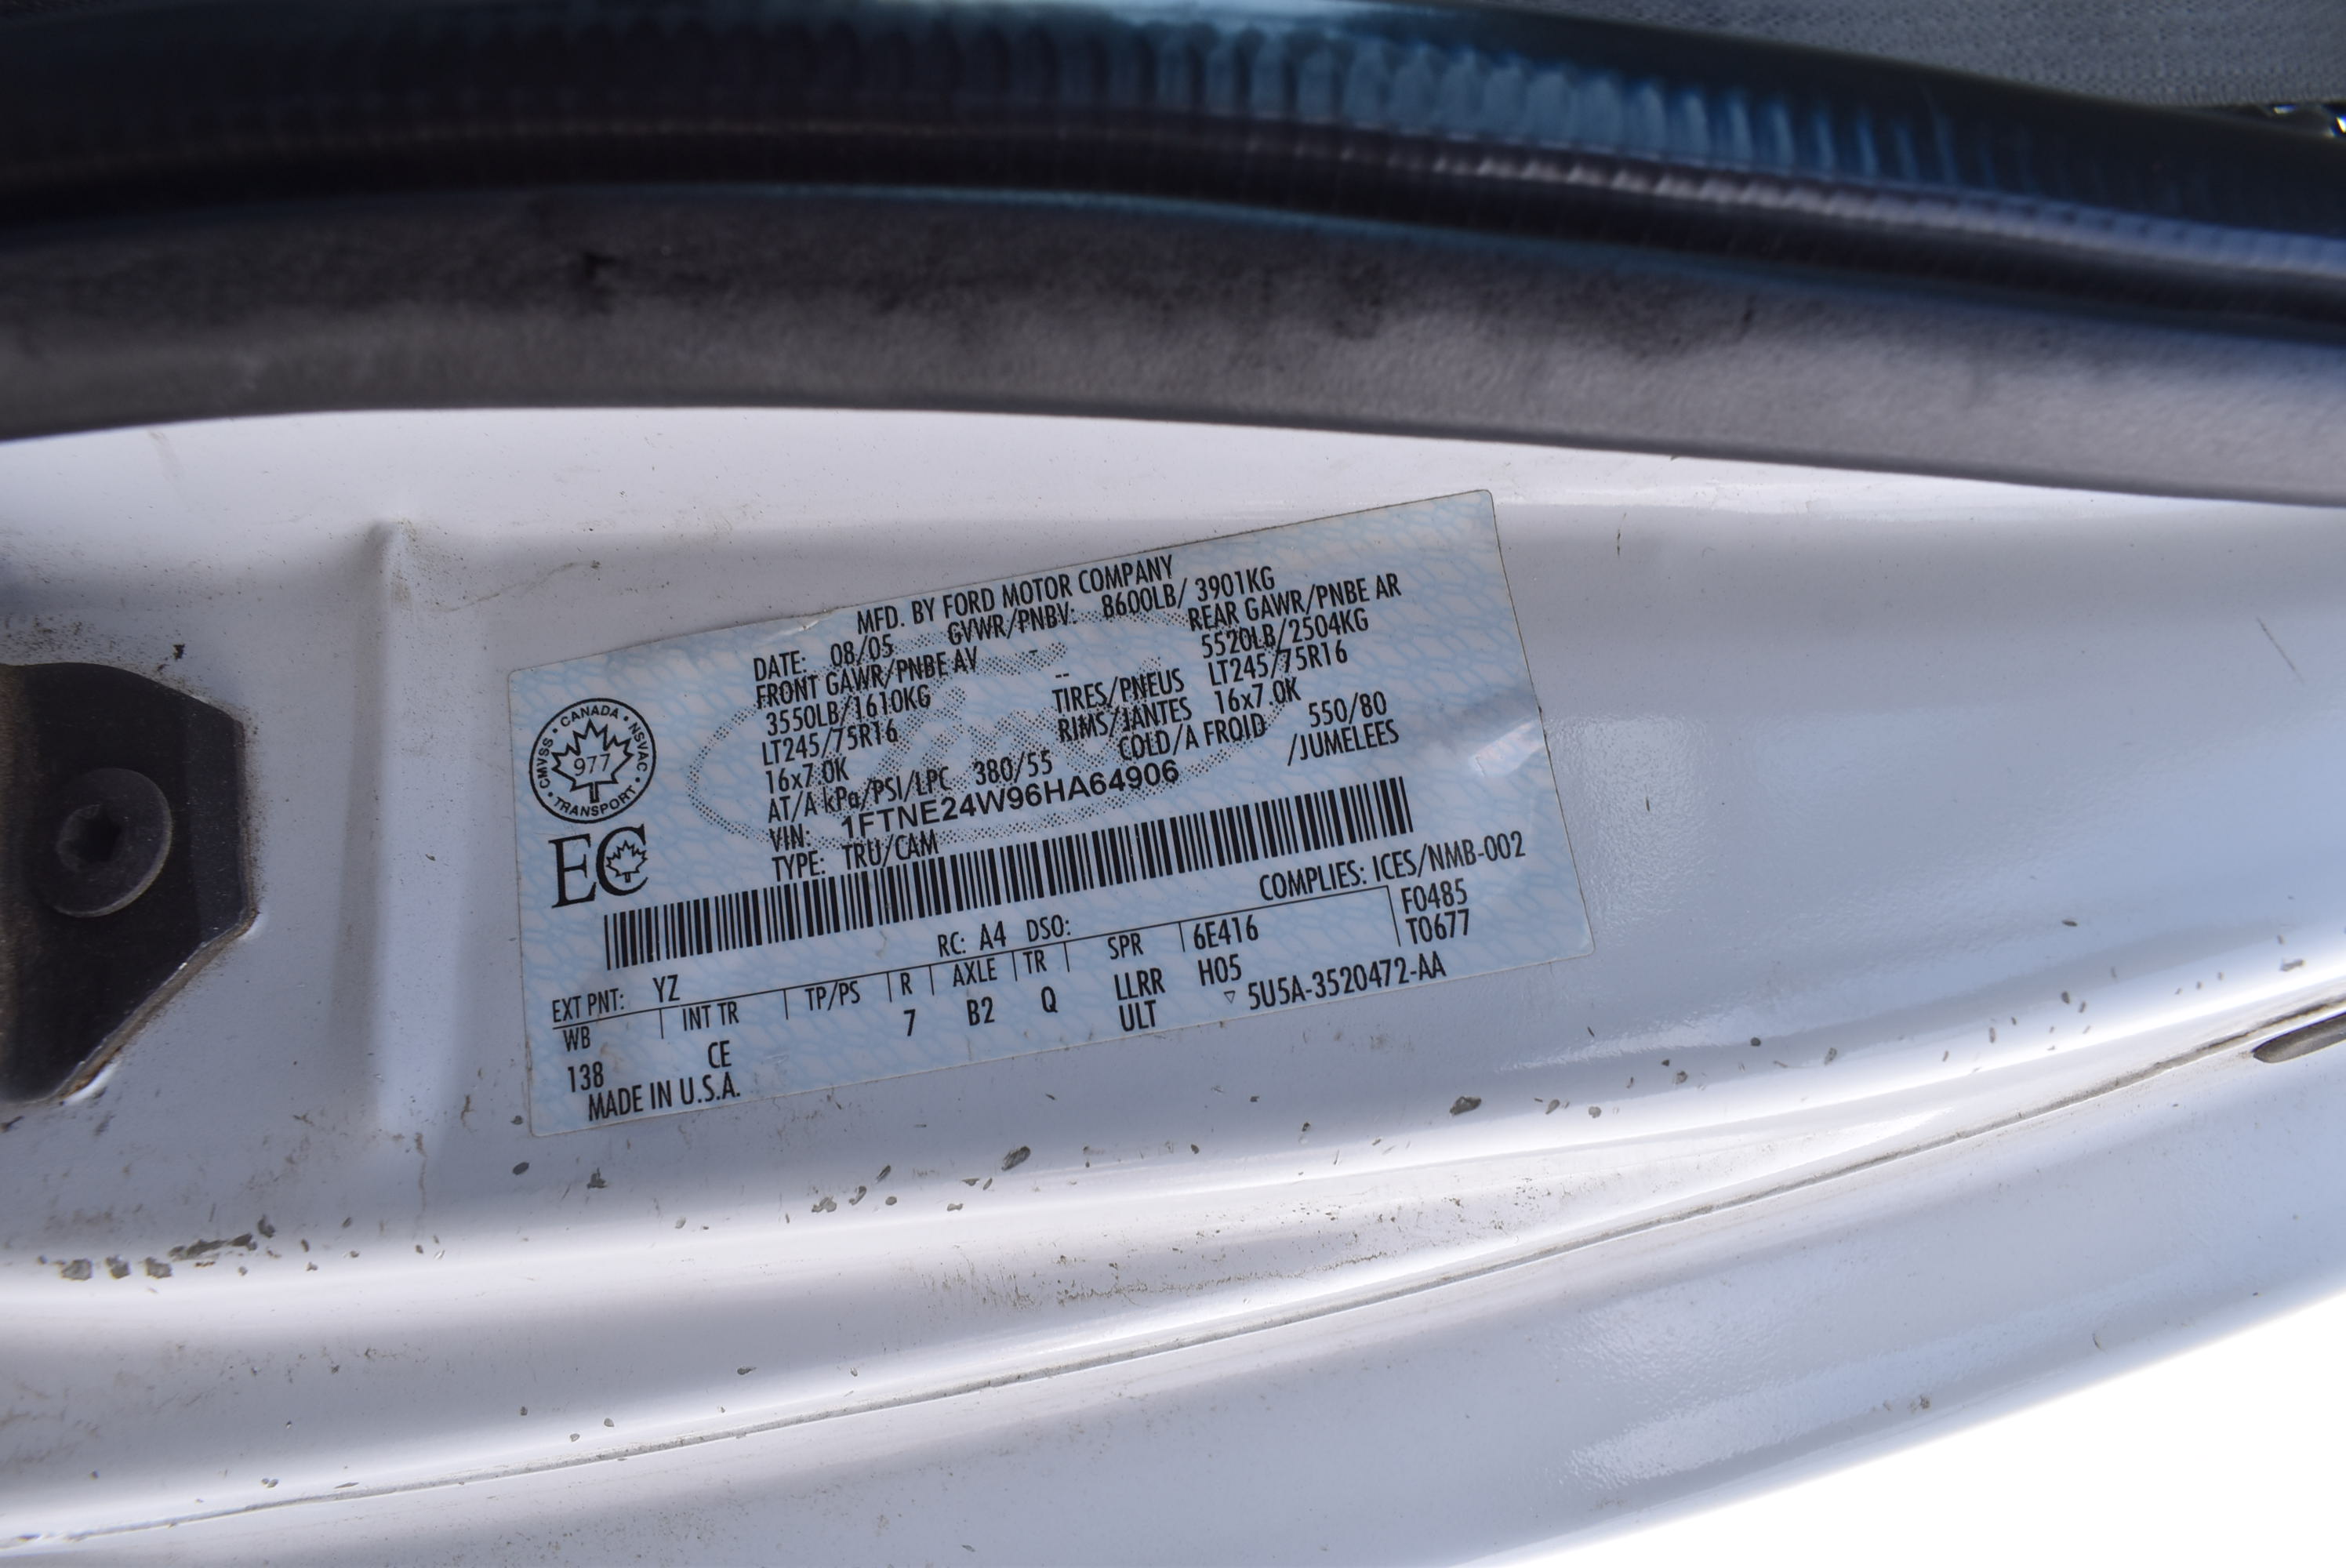 MFD. BY FORD MOTOR COMPANY
DATE: 08/05 GVWR/PNBV: 8600LB/ 3901KG
FRONT GAWR/PNBE AV -- REAR GAWR/PNBE AR
3550LB/1610KG 5520LB/2504KG
LT245/75R16 TIRES/PNEUS LT245/75R16
16x7.0K RIMS/JANTES 16x7.0K
AT/A kPa/PSI/LPC 380/55 COLD/A FROID 550/80
VIN: 1FTNE24W96HA64906 /JUMELEES
TYPE: TRU/CAM
CANADA • NSVAC • TRANSPORT • CMVSS •
977
EC
COMPLIES: ICES/NMB-002
RC: A4 DSO: F0485
EXT PNT: YZ SPR 6E416 T0677
WB INT TR TP/PS R AXLE TR LLRR H05
138 CE 7 B2 Q ULT ▽ 5U5A-3520472-AA
MADE IN U.S.A.